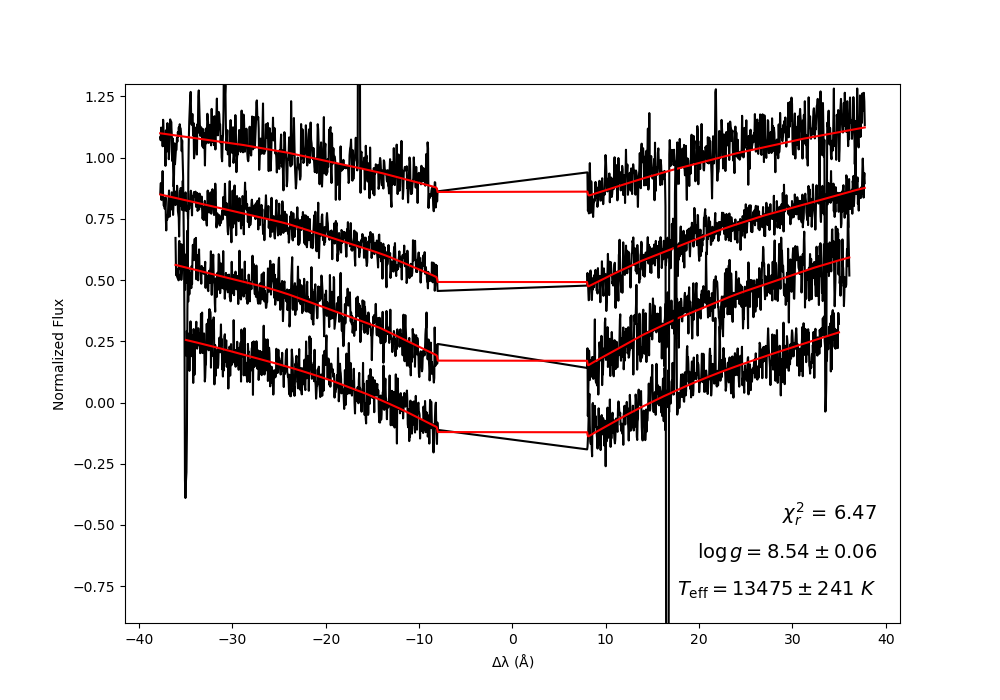 1.25
1.00
0.75
0.50
0.25
0.00
−0.25
−0.50
−0.75
Normalized Flux
χ²ᵣ = 6.47
log g = 8.54 ± 0.06
T_eff = 13475 ± 241 K
−40 −30 −20 −10 0 10 20 30 40
Δλ (Å)